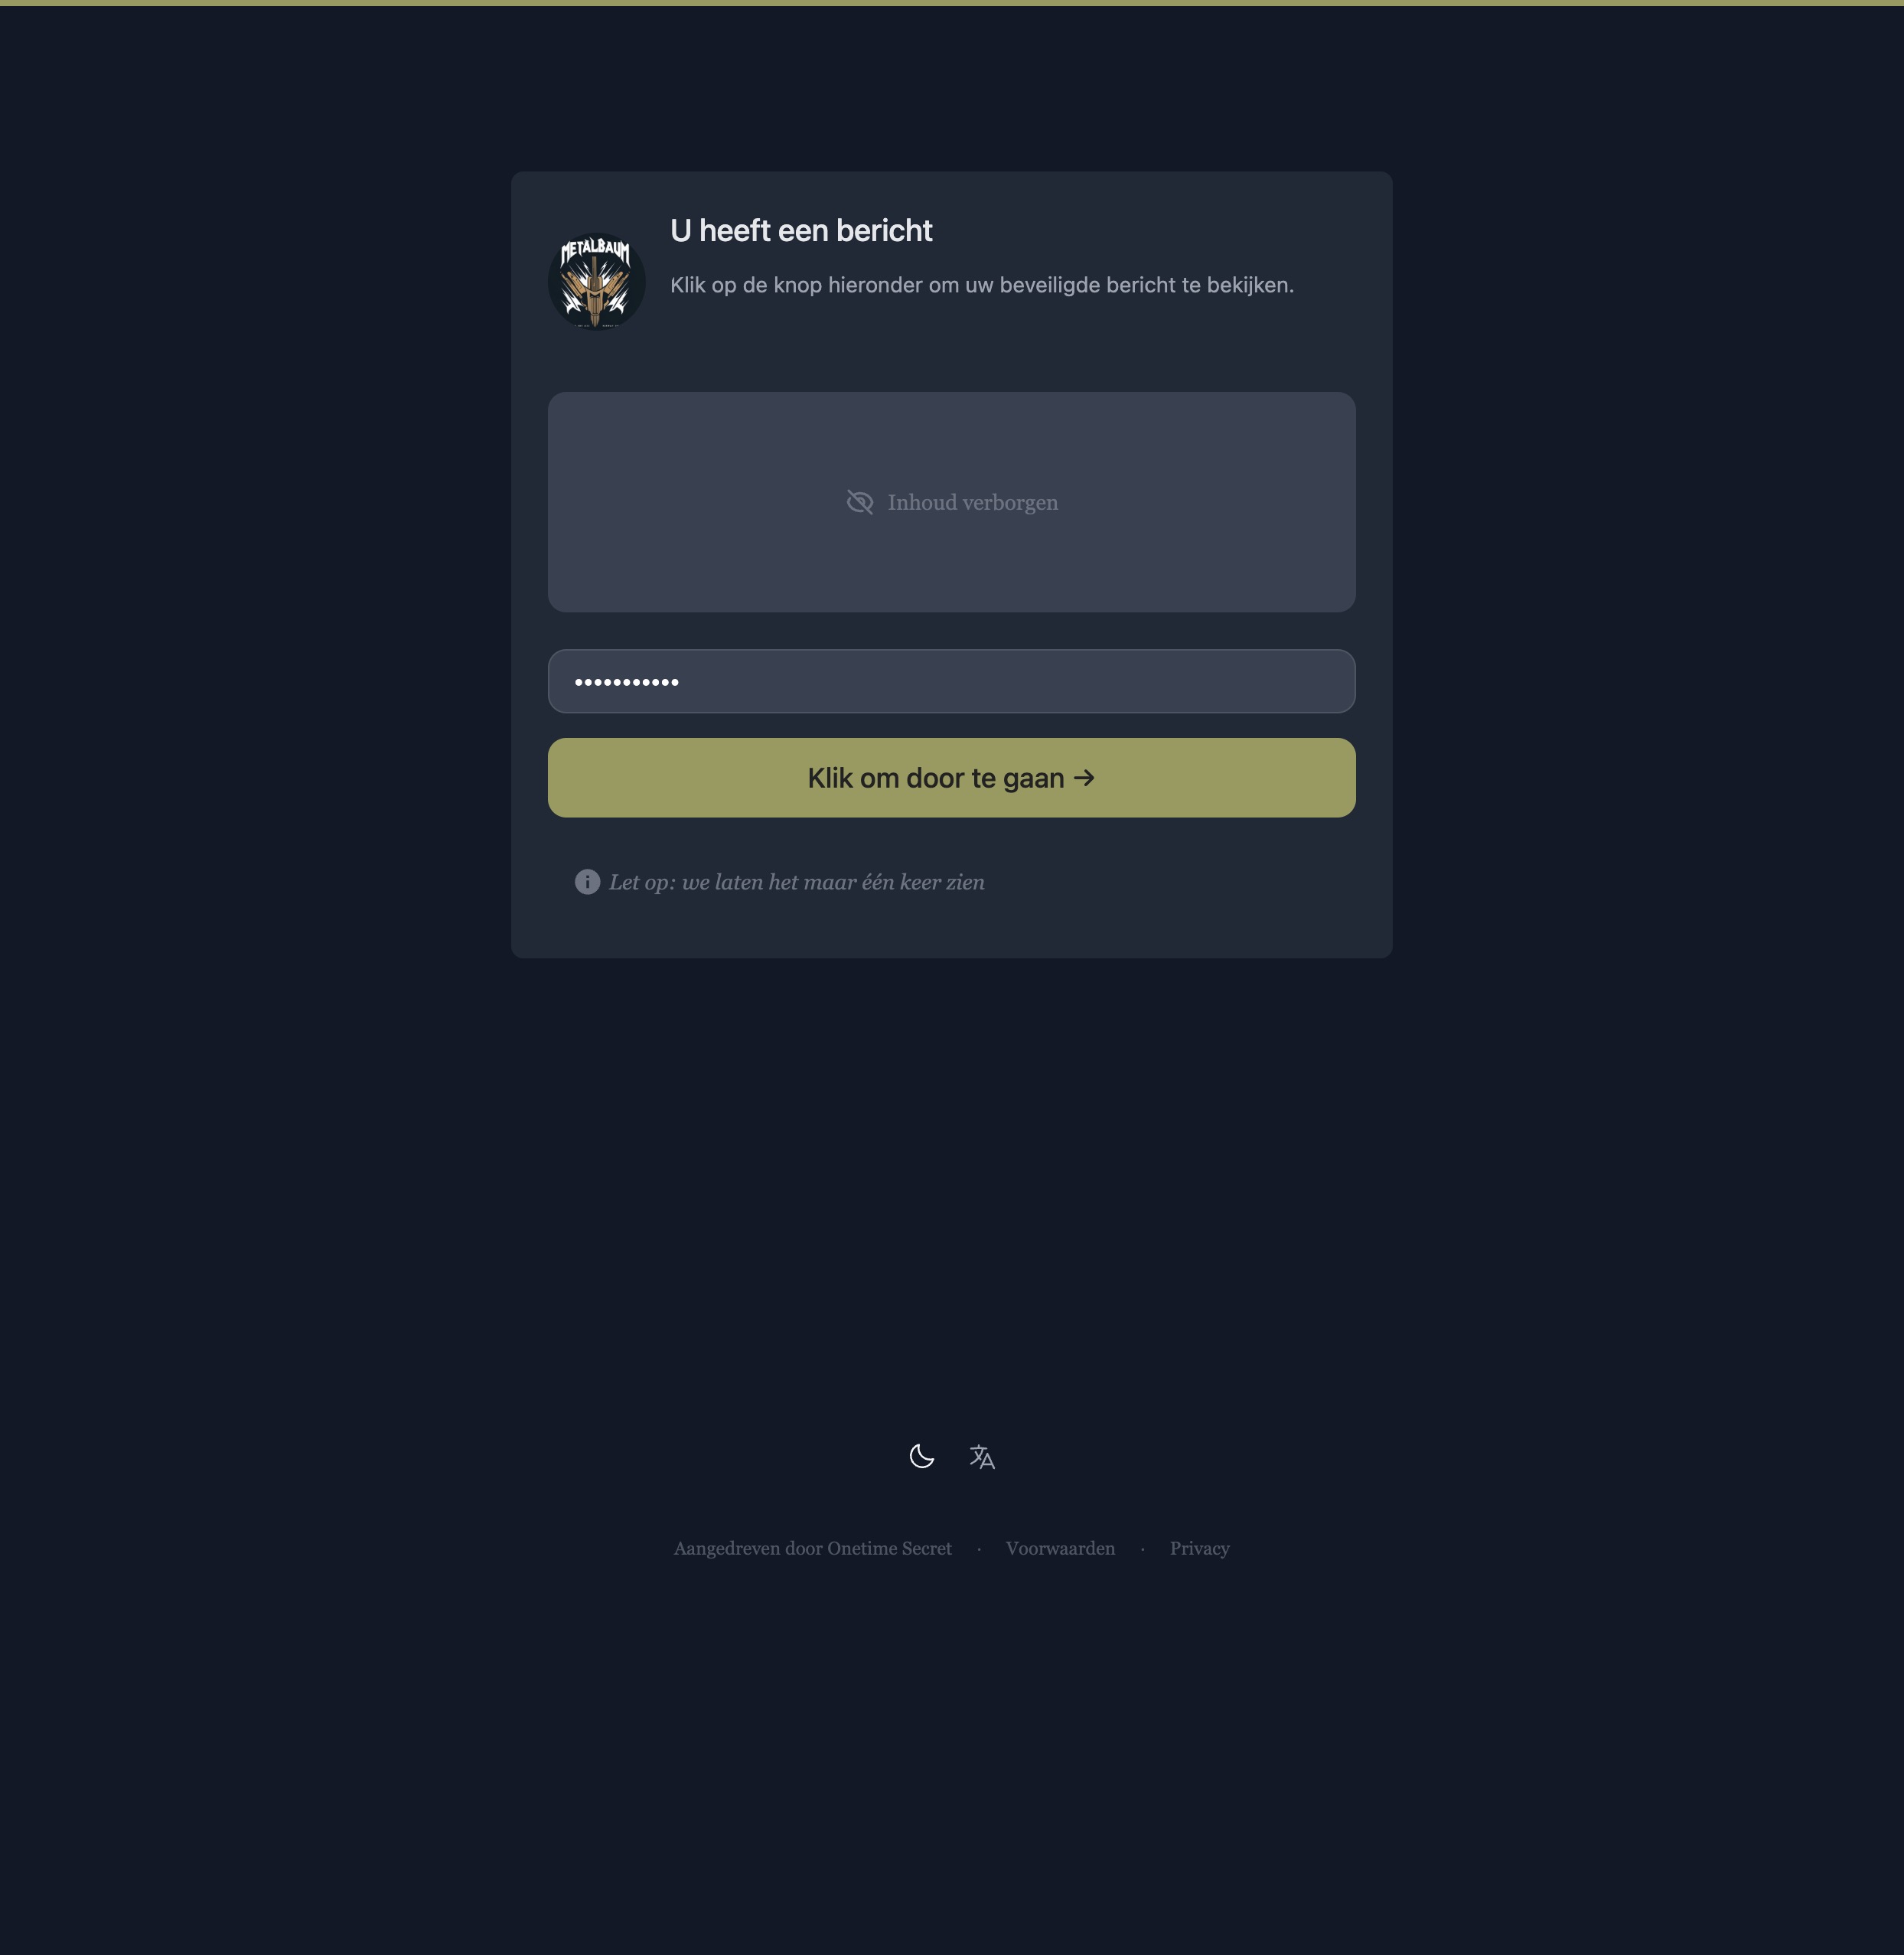 METALBAUM
U heeft een bericht
Klik op de knop hieronder om uw beveiligde bericht te bekijken.
Inhoud verborgen
•••••••••••
Klik om door te gaan →
Let op: we laten het maar één keer zien
Aangedreven door Onetime Secret · Voorwaarden · Privacy